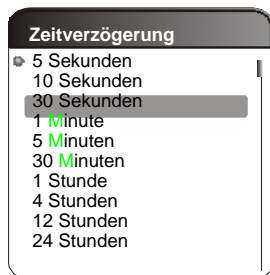 Zeitverzögerung
5 Sekunden
10 Sekunden
30 Sekunden
1 Minute
5 Minuten
30 Minuten
1 Stunde
4 Stunden
12 Stunden
24 Stunden